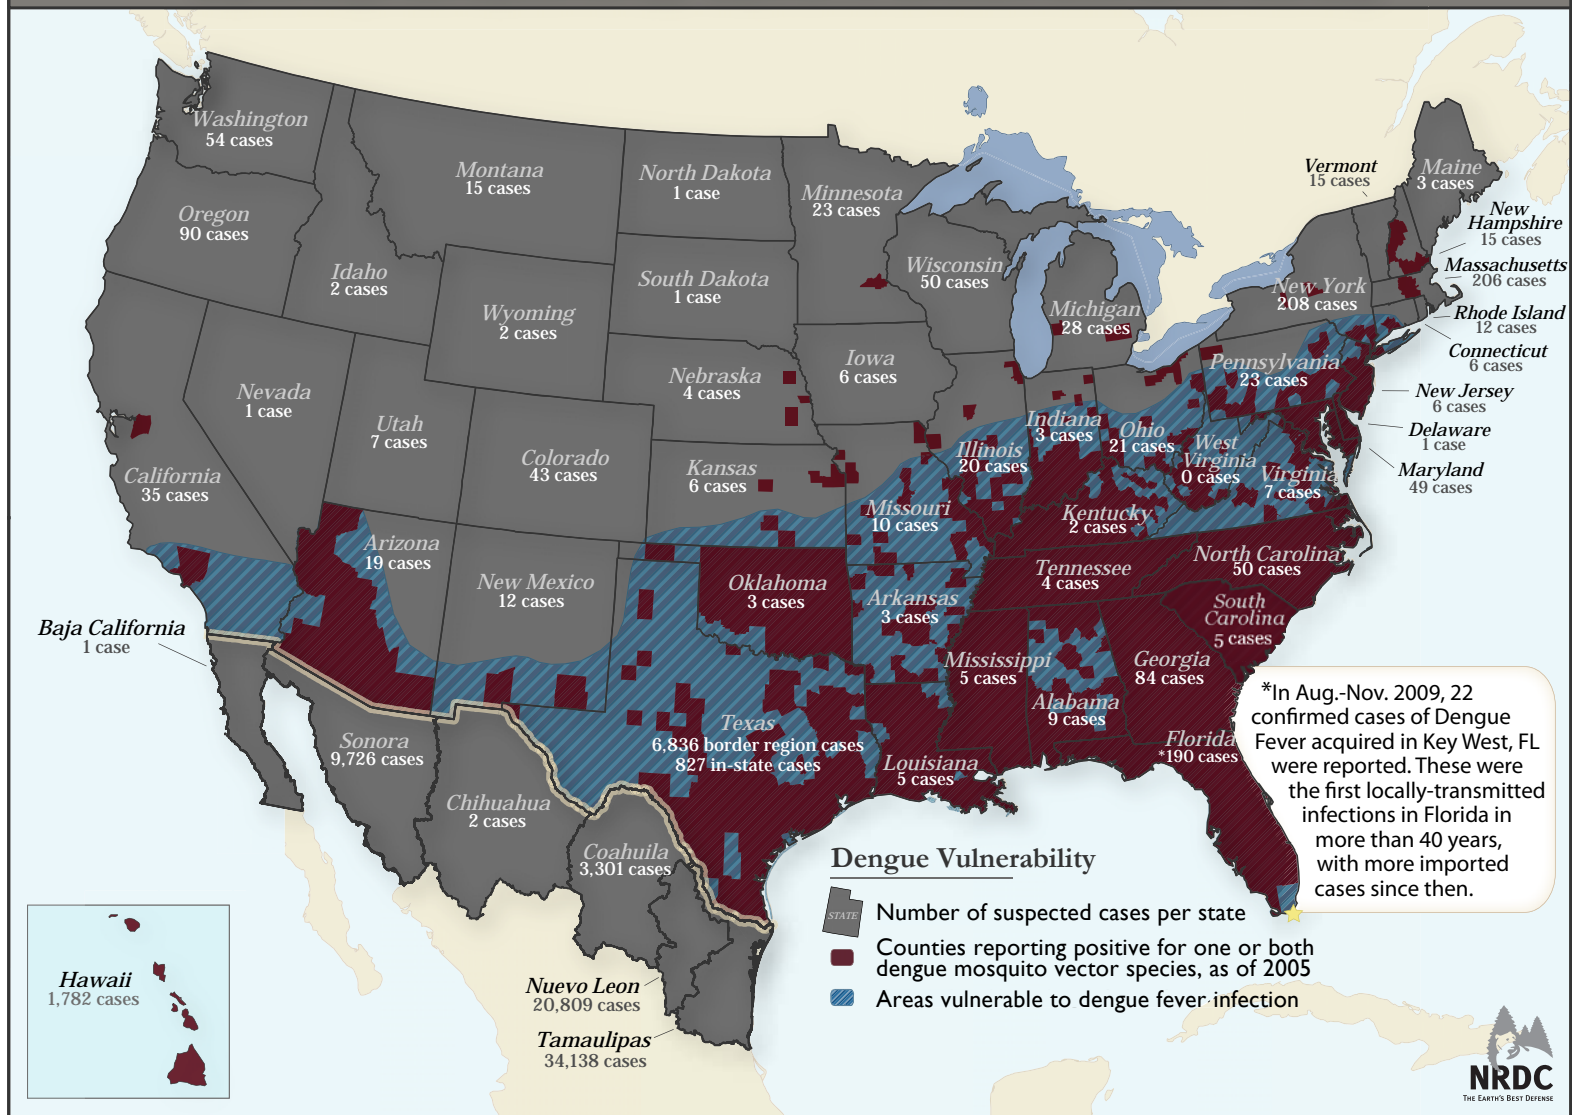 Washington
54 cases
Oregon
90 cases
Montana
15 cases
North Dakota
1 case
Minnesota
23 cases
Vermont
15 cases
Maine
3 cases
New
Hampshire
15 cases
Massachusetts
206 cases
Rhode Island
12 cases
Connecticut
6 cases
New Jersey
6 cases
Delaware
1 case
Maryland
49 cases
Idaho
2 cases
Wyoming
2 cases
South Dakota
1 case
Wisconsin
50 cases
Michigan
28 cases
New York
208 cases
Iowa
6 cases
Nebraska
4 cases
Pennsylvania
23 cases
Nevada
1 case
Utah
7 cases
Colorado
43 cases
Kansas
6 cases
Illinois
20 cases
Indiana
3 cases
Ohio
21 cases
West
Virginia
0 cases
Virginia
7 cases
California
35 cases
Missouri
10 cases
Kentucky
2 cases
Arizona
19 cases
New Mexico
12 cases
Oklahoma
3 cases
Arkansas
3 cases
Tennessee
4 cases
North Carolina
50 cases
South
Carolina
5 cases
Mississippi
5 cases
Alabama
9 cases
Georgia
84 cases
Florida
*190 cases
Texas
6,836 border region cases
827 in-state cases
Louisiana
5 cases
Baja California
1 case
Sonora
9,726 cases
Chihuahua
2 cases
Coahuila
3,301 cases
Nuevo Leon
20,809 cases
Tamaulipas
34,138 cases
Hawaii
1,782 cases
*In Aug.-Nov. 2009, 22
confirmed cases of Dengue
Fever acquired in Key West, FL
were reported. These were
the first locally-transmitted
infections in Florida in
more than 40 years,
with more imported
cases since then.
Dengue Vulnerability
STATE
Number of suspected cases per state
Counties reporting positive for one or both
dengue mosquito vector species, as of 2005
Areas vulnerable to dengue fever infection
NRDC
THE EARTH'S BEST DEFENSE